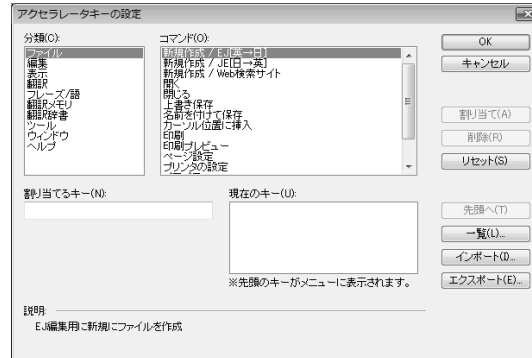 アクセラレータキーの設定
分類(C):
ファイル
編集
表示
翻訳
フレーズ/語
翻訳メモリ
翻訳辞書
ツール
ウィンドウ
ヘルプ
コマンド(O):
新規作成 / EJ[英→日]
新規作成 / JE[日→英]
新規作成 / Web検索サイト
開く
閉じる
上書き保存
名前を付けて保存
カーソル位置に挿入
印刷
印刷プレビュー
ページ設定
プリンタの設定
OK
キャンセル
割り当て(A)
削除(R)
リセット(S)
割り当てるキー(N):
現在のキー(U):
※先頭のキーがメニューに表示されます。
先頭へ(T)
一覧(L)...
インポート(I)...
エクスポート(E)...
説明:
EJ編集用に新規にファイルを作成